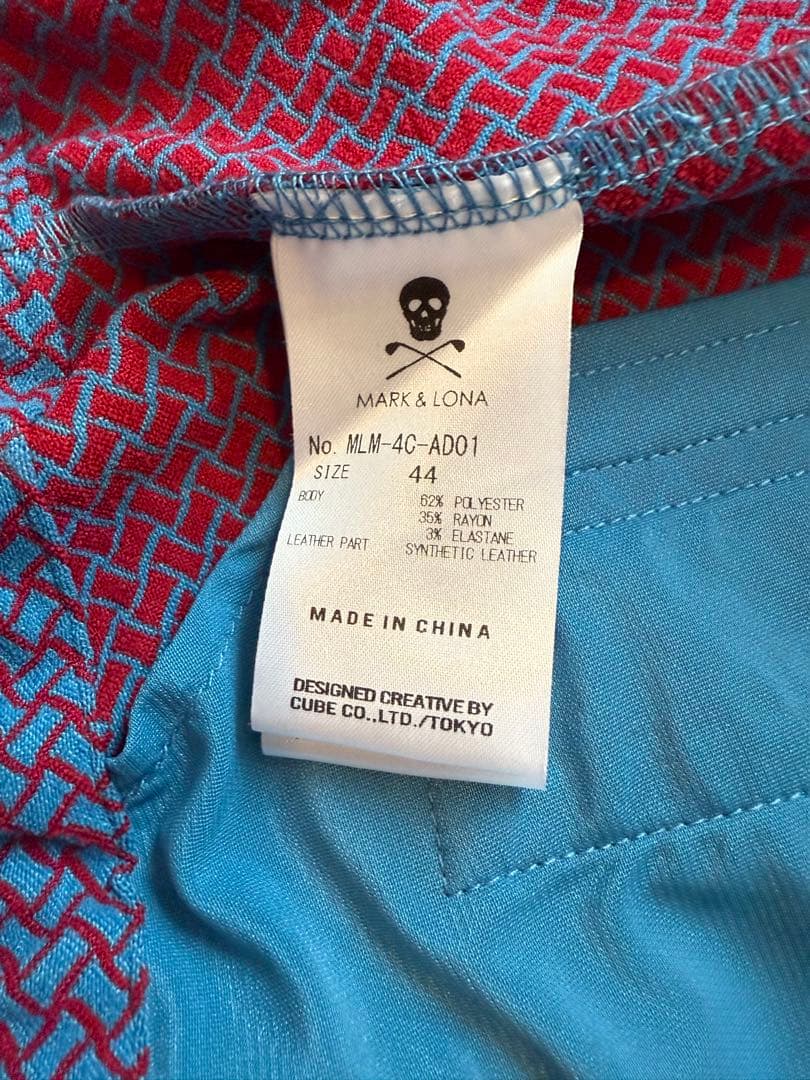 MARK & LONA
No. MLM-4C-AD01
SIZE 44
BODY 62% POLYESTER
35% RAYON
3% ELASTANE
LEATHER PART SYNTHETIC LEATHER
MADE IN CHINA
DESIGNED CREATIVE BY
CUBE CO.,LTD./TOKYO